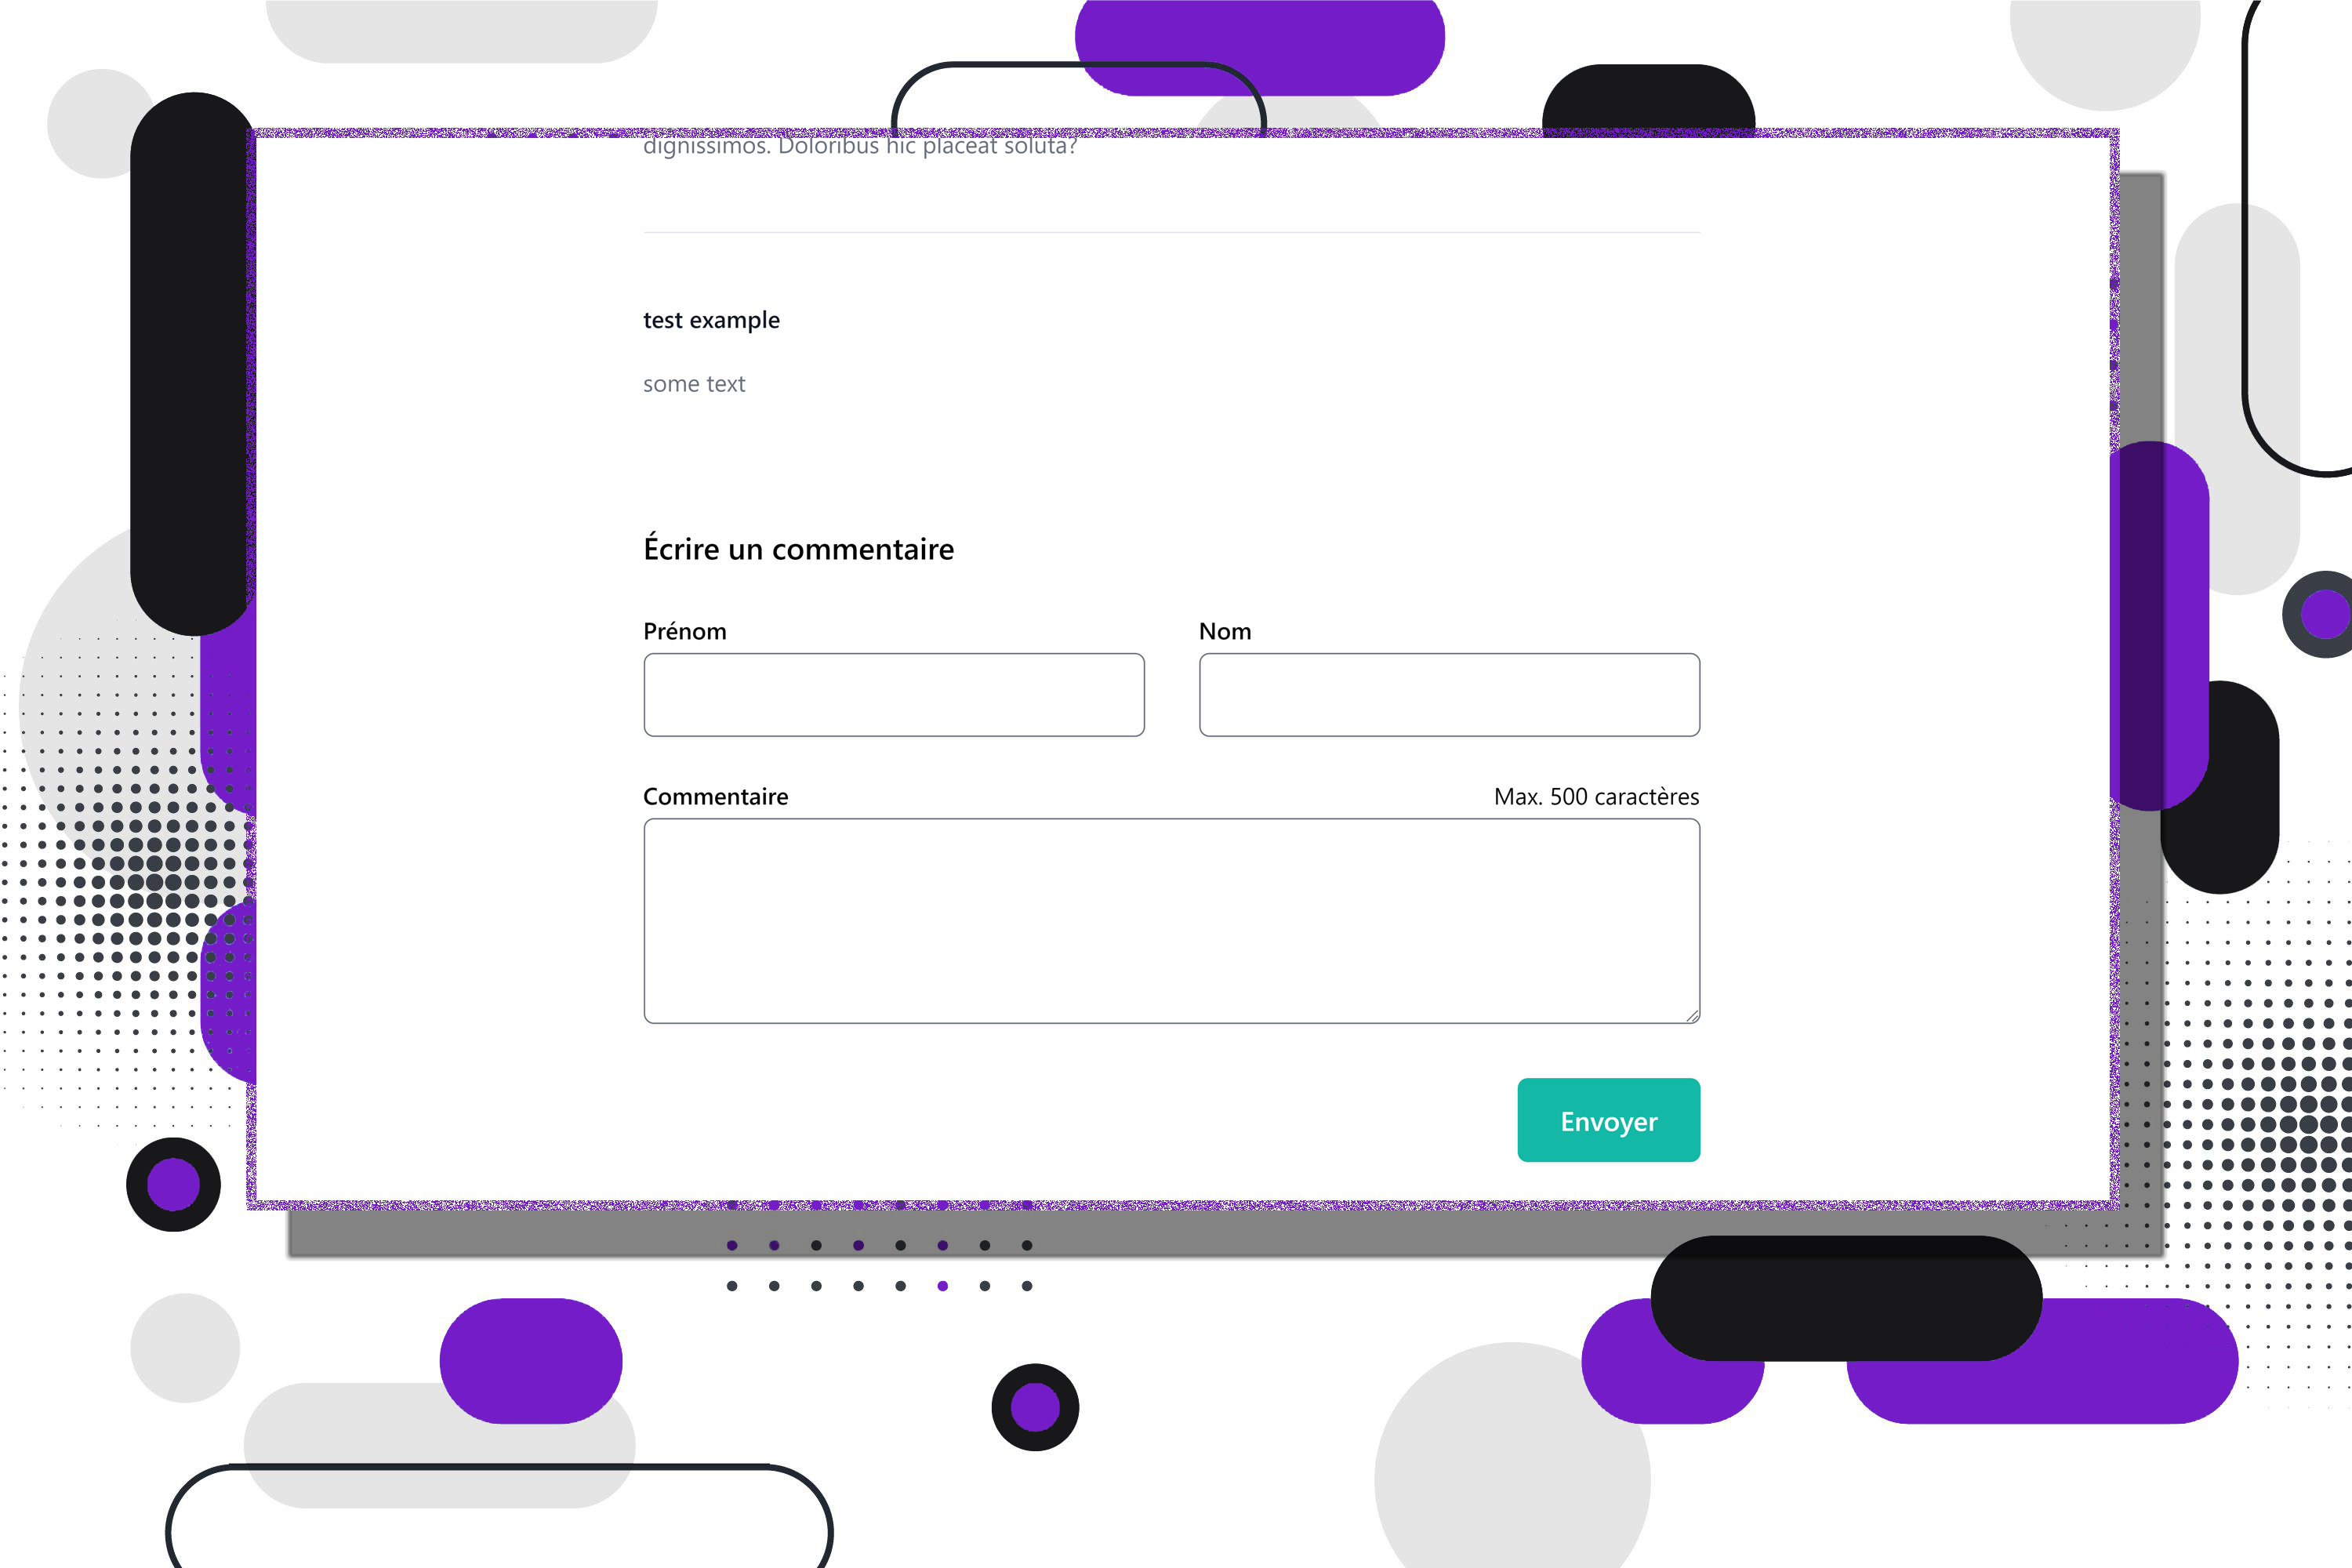 dignissimos. Doloribus hic placeat soluta?
test example
some text
Écrire un commentaire
Prénom Nom
Commentaire Max. 500 caractères
Envoyer